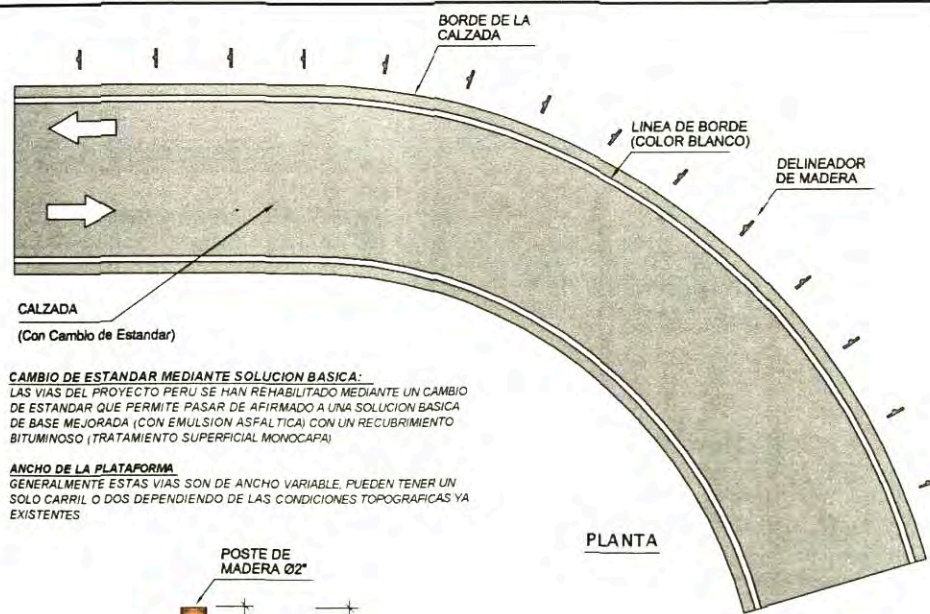 BORDE DE LA
CALZADA
LINEA DE BORDE
(COLOR BLANCO)
DELINEADOR
DE MADERA
CALZADA
(Con Cambio de Estandar)
CAMBIO DE ESTANDAR MEDIANTE SOLUCION BASICA:
LAS VIAS DEL PROYECTO PERU SE HAN REHABILITADO MEDIANTE UN CAMBIO
DE ESTANDAR QUE PERMITE PASAR DE AFIRMADO A UNA SOLUCION BASICA
DE BASE MEJORADA (CON EMULSION ASFALTICA) CON UN RECUBRIMIENTO
BITUMINOSO (TRATAMIENTO SUPERFICIAL MONOCAPA)
ANCHO DE LA PLATAFORMA
GENERALMENTE ESTAS VIAS SON DE ANCHO VARIABLE, PUEDEN TENER UN
SOLO CARRIL O DOS DEPENDIENDO DE LAS CONDICIONES TOPOGRAFICAS YA
EXISTENTES
PLANTA
POSTE DE
MADERA Ø2"